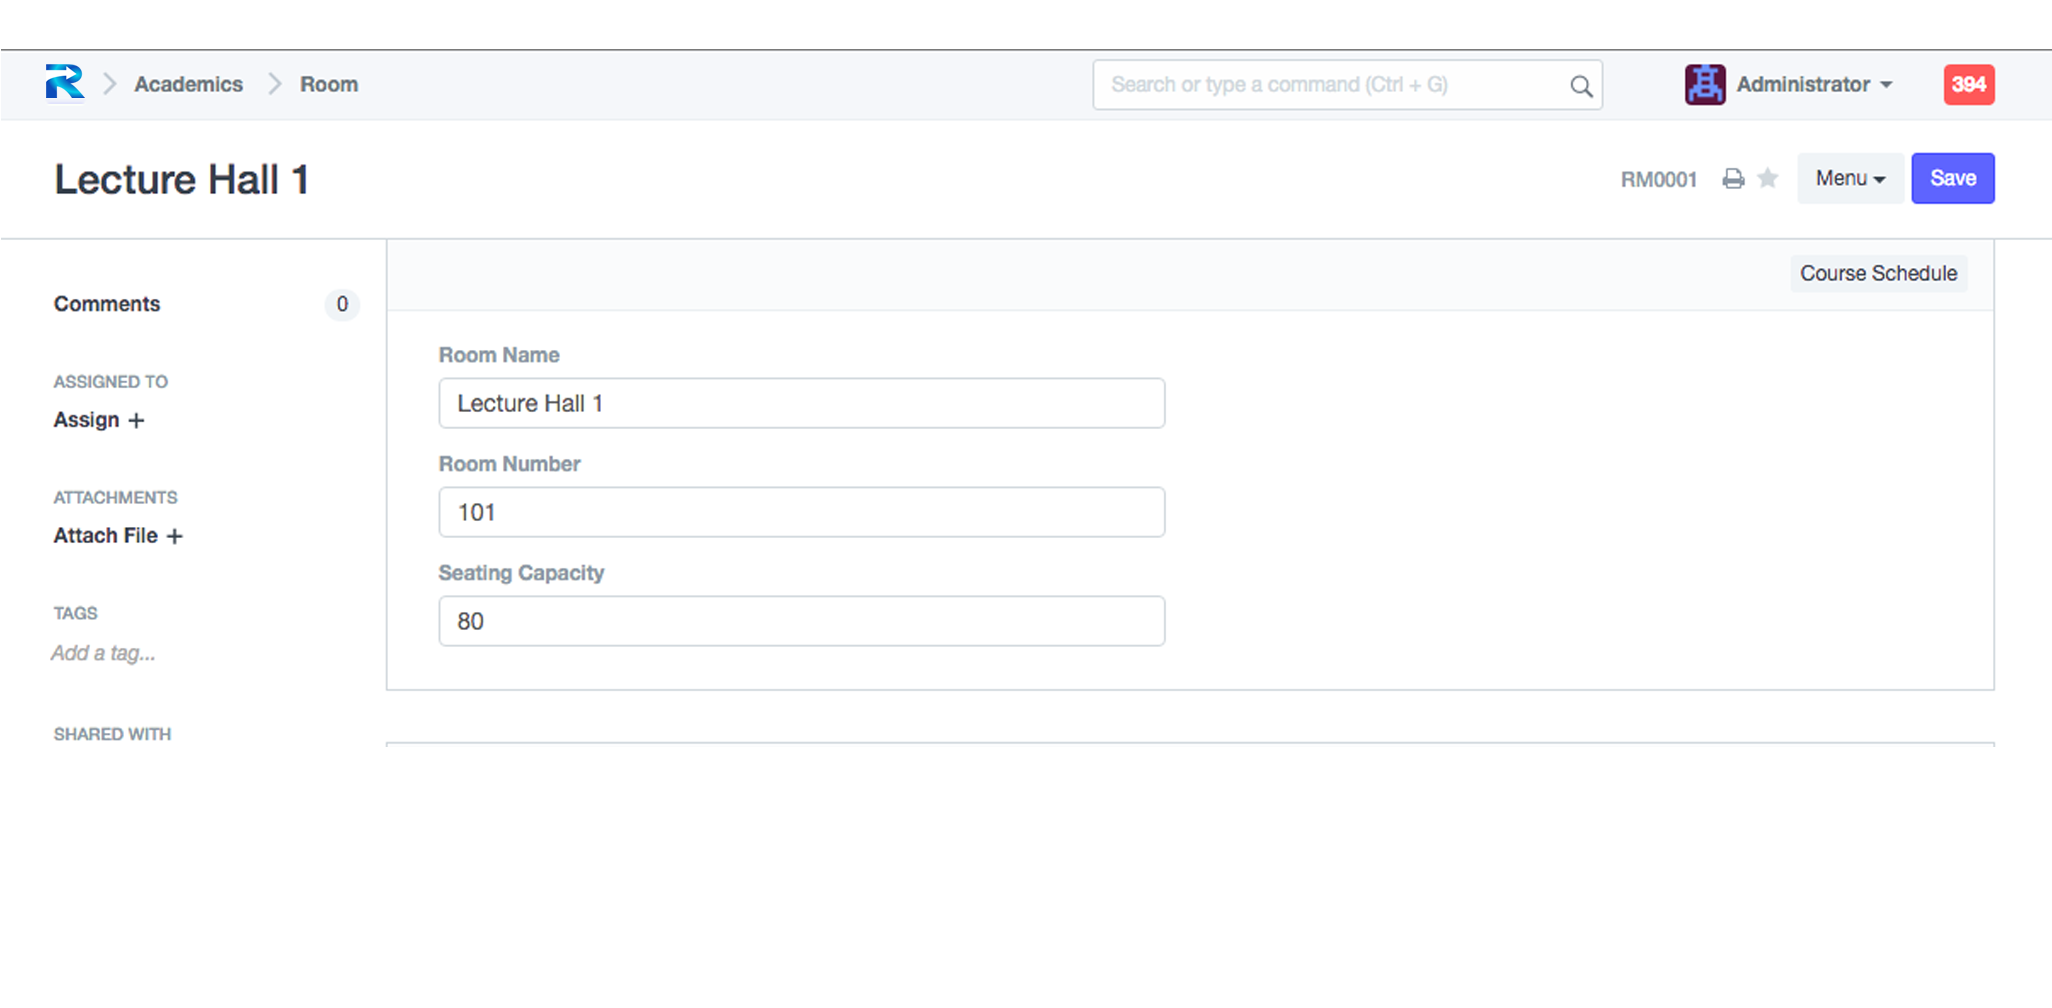 Academics Room Search or type a command (Ctrl + G) Administrator 394
Lecture Hall 1 RM0001 Menu Save
Course Schedule
Comments 0
Room Name
ASSIGNED TO
Lecture Hall 1
Assign +
Room Number
ATTACHMENTS
101
Attach File +
Seating Capacity
TAGS
80
Add a tag...
SHARED WITH